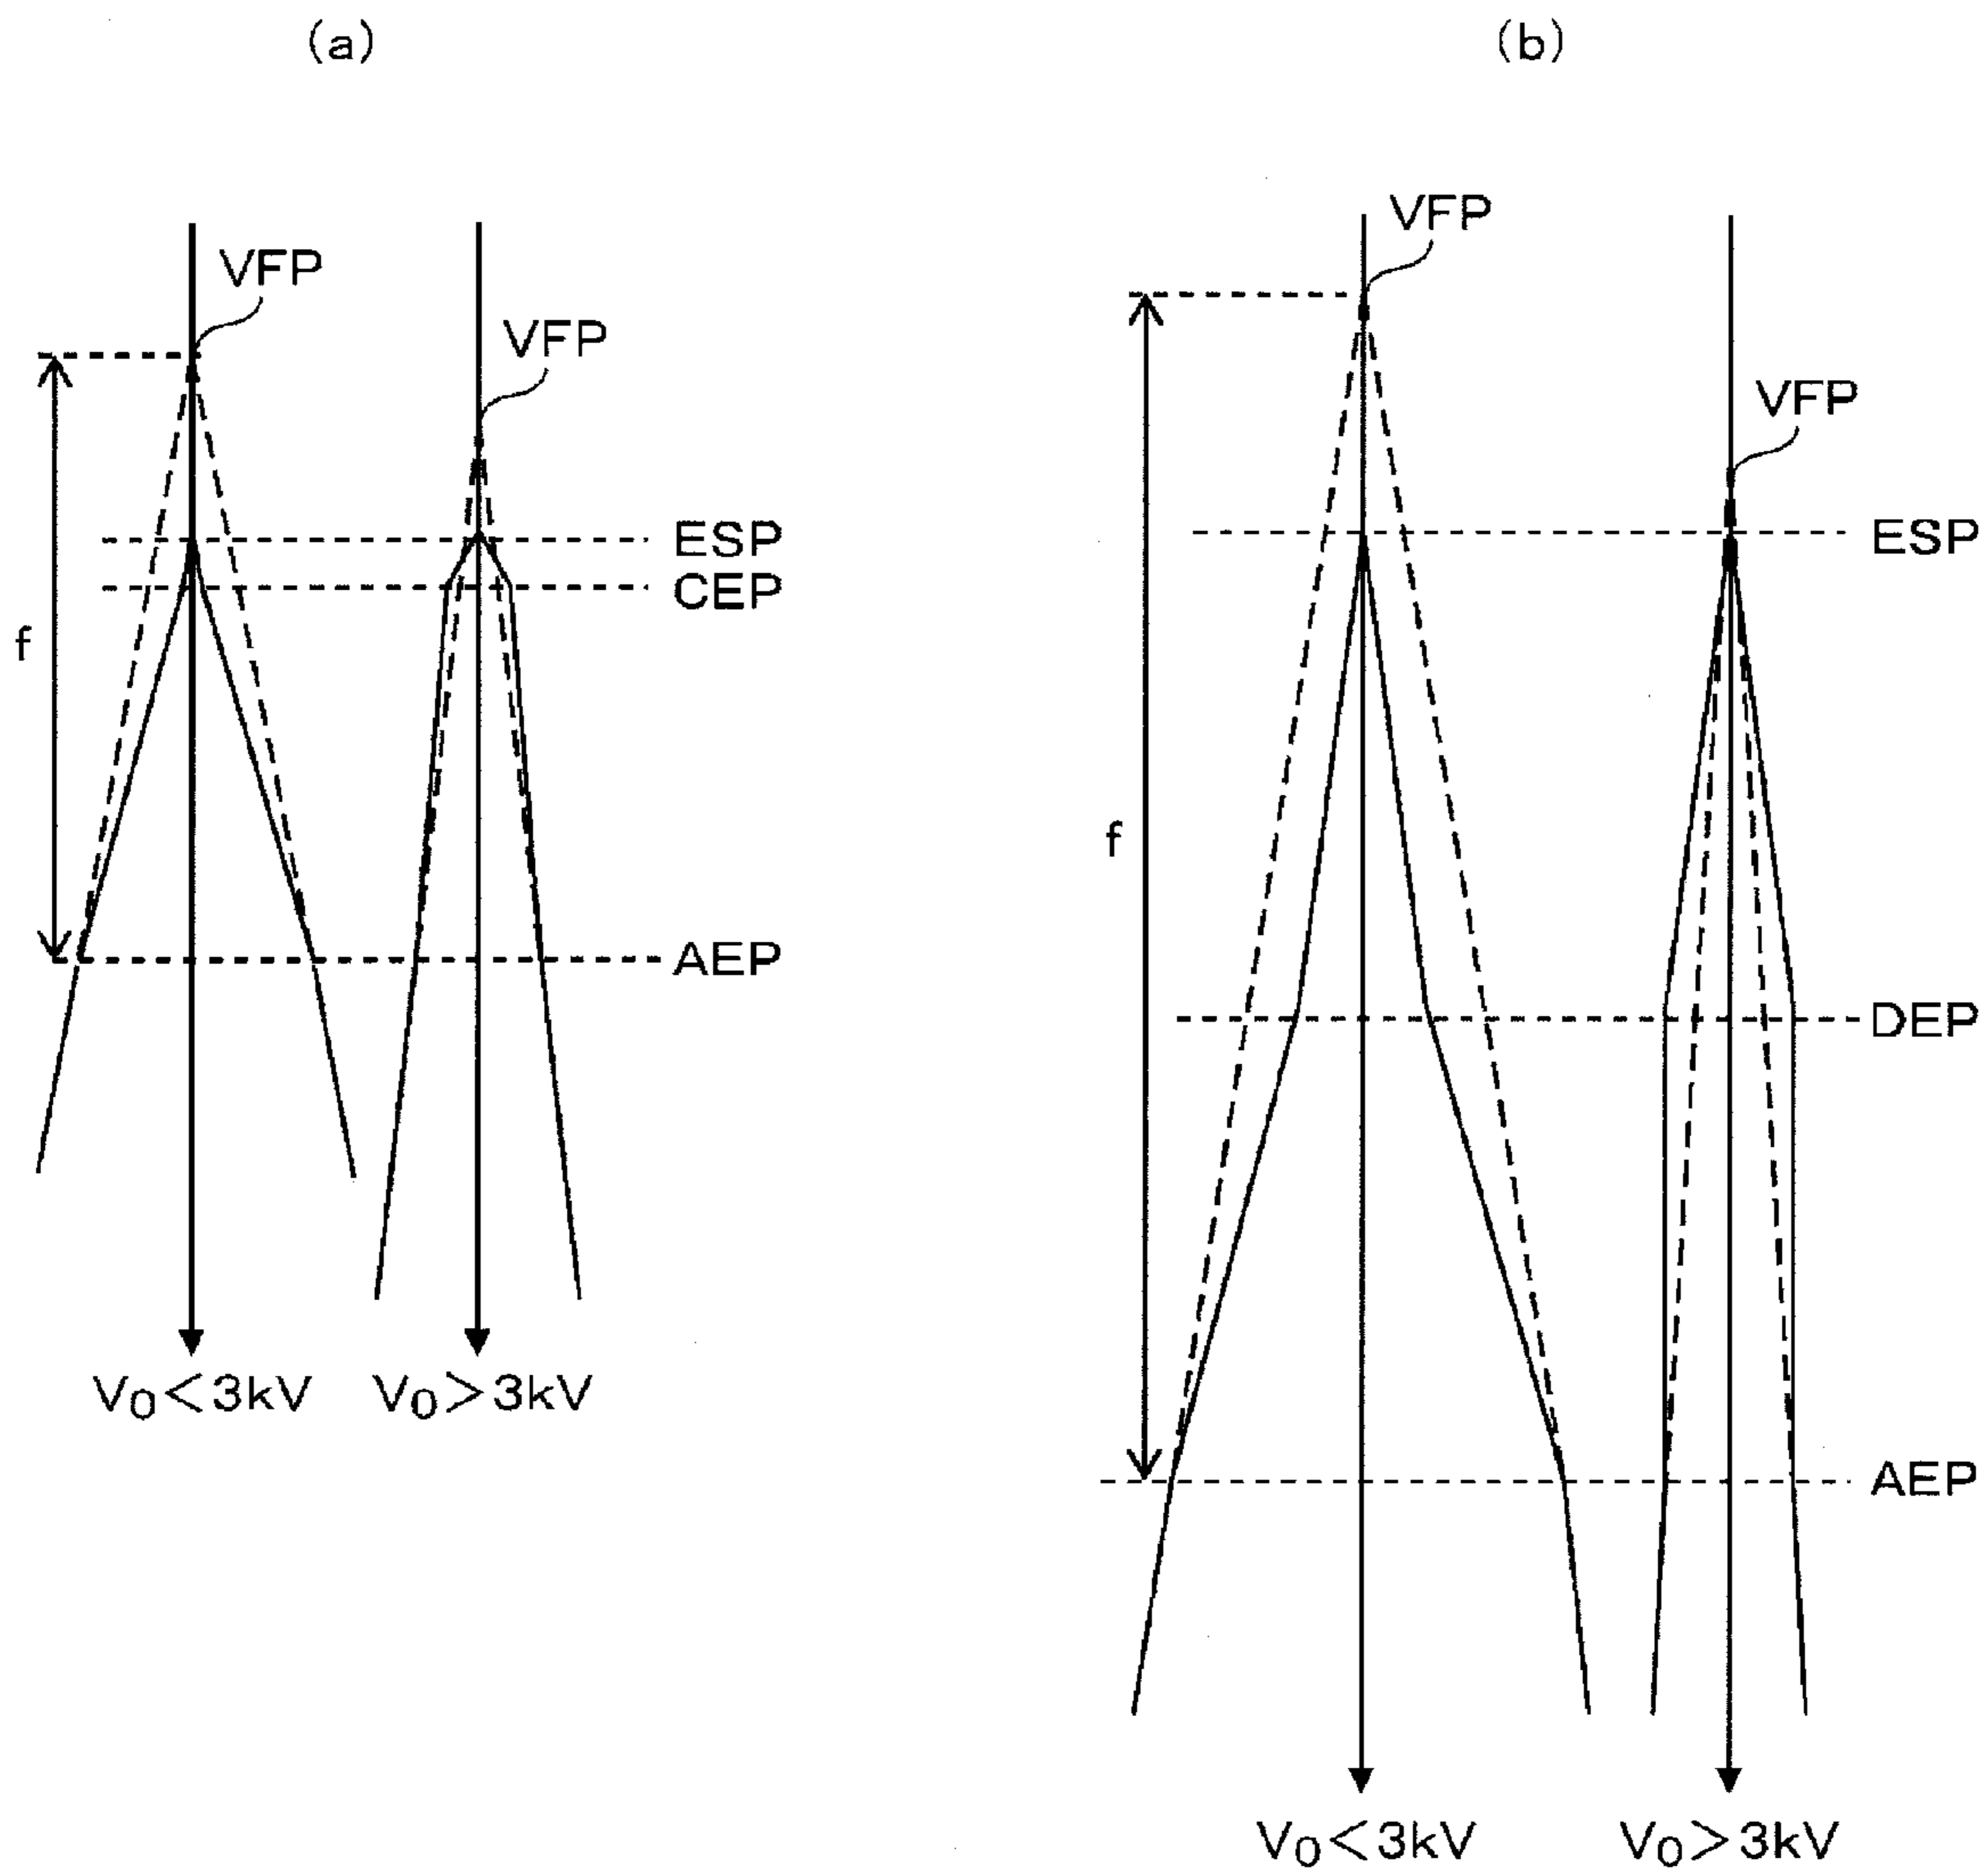 (a)
VFP
VFP
ESP
CEP
f
AEP
V0<3kV
V0>3kV
(b)
VFP
VFP
ESP
f
DEP
AEP
V0<3kV
V0>3kV